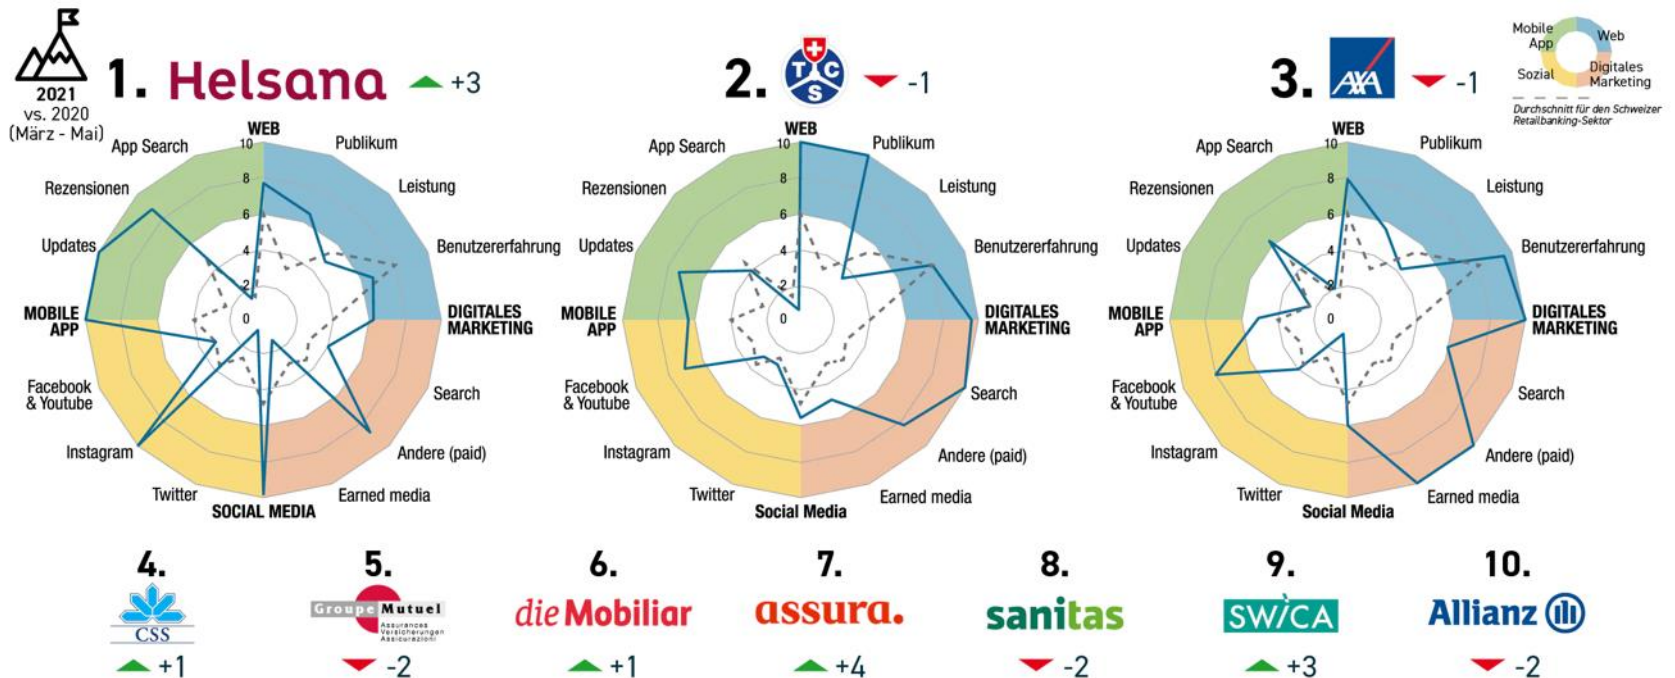 1. Helsana +3
2021
vs. 2020
(März - Mai)
2. TCS -1
3. AXA -1
Mobile
App
Web
Sozial
Digitales
Marketing
Durchschnitt für den Schweizer
Retailbanking-Sektor
WEB
Publikum
Leistung
Benutzererfahrung
DIGITALES
MARKETING
Search
Andere (paid)
Earned media
SOCIAL MEDIA
Twitter
Instagram
Facebook
& Youtube
MOBILE
APP
Updates
Rezensionen
App Search
10
8
6
4
2
0
WEB
Publikum
Leistung
Benutzererfahrung
DIGITALES
MARKETING
Search
Andere (paid)
Earned media
Social Media
Twitter
Instagram
Facebook
& Youtube
MOBILE
APP
Updates
Rezensionen
App Search
10
8
6
4
2
0
WEB
Publikum
Leistung
Benutzererfahrung
DIGITALES
MARKETING
Search
Andere (paid)
Earned media
Social Media
Twitter
Instagram
Facebook
& Youtube
MOBILE
APP
Updates
Rezensionen
App Search
10
8
6
4
2
0
4.
CSS
+1
5.
Groupe Mutuel
Assurances
Versicherungen
Assicurazioni
-2
6.
die Mobiliar
+1
7.
assura.
+4
8.
sanitas
-2
9.
SWICA
+3
10.
Allianz
-2